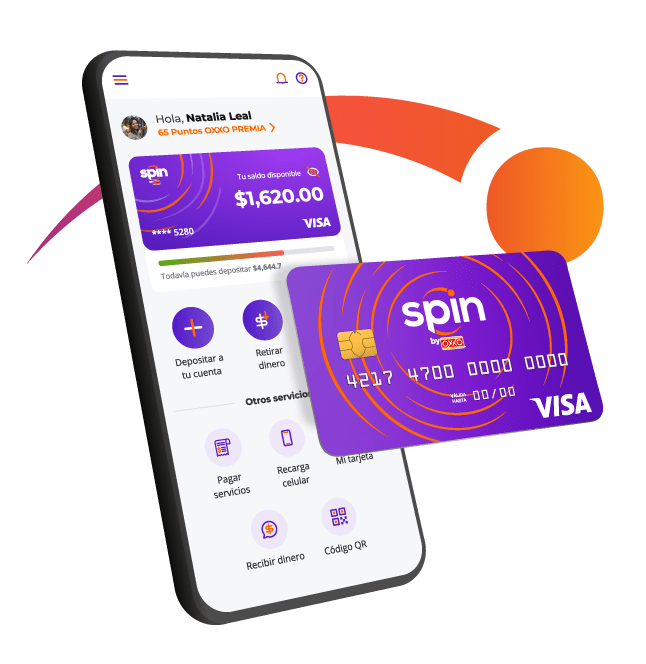 Hola, Natalia Leal
65 Puntos OXXO PREMIA
spin
by OXXO
Tu saldo disponible
$1,620.00
**** 5280
VISA
Todavía puedes depositar $4,644.7
Depositar a
tu cuenta
Retirar
dinero
Otros servicios
Pagar
servicios
Recarga
celular
Mi tarjeta
Recibir dinero
Código QR
spin
by OXXO
4217 4700 0000 0000
VÁLIDA
HASTA
00/00
VISA